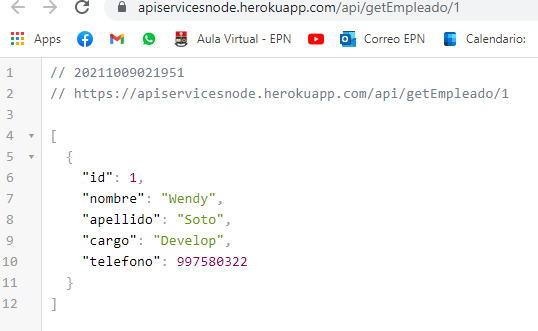 apiservicesnode.herokuapp.com/api/getEmpleado/1
Apps Aula Virtual - EPN Correo EPN Calendario:
1 // 20211009021951
2 // https://apiservicesnode.herokuapp.com/api/getEmpleado/1
3
4 [
5 {
6 "id": 1,
7 "nombre": "Wendy",
8 "apellido": "Soto",
9 "cargo": "Develop",
10 "telefono": 997580322
11 }
12 ]